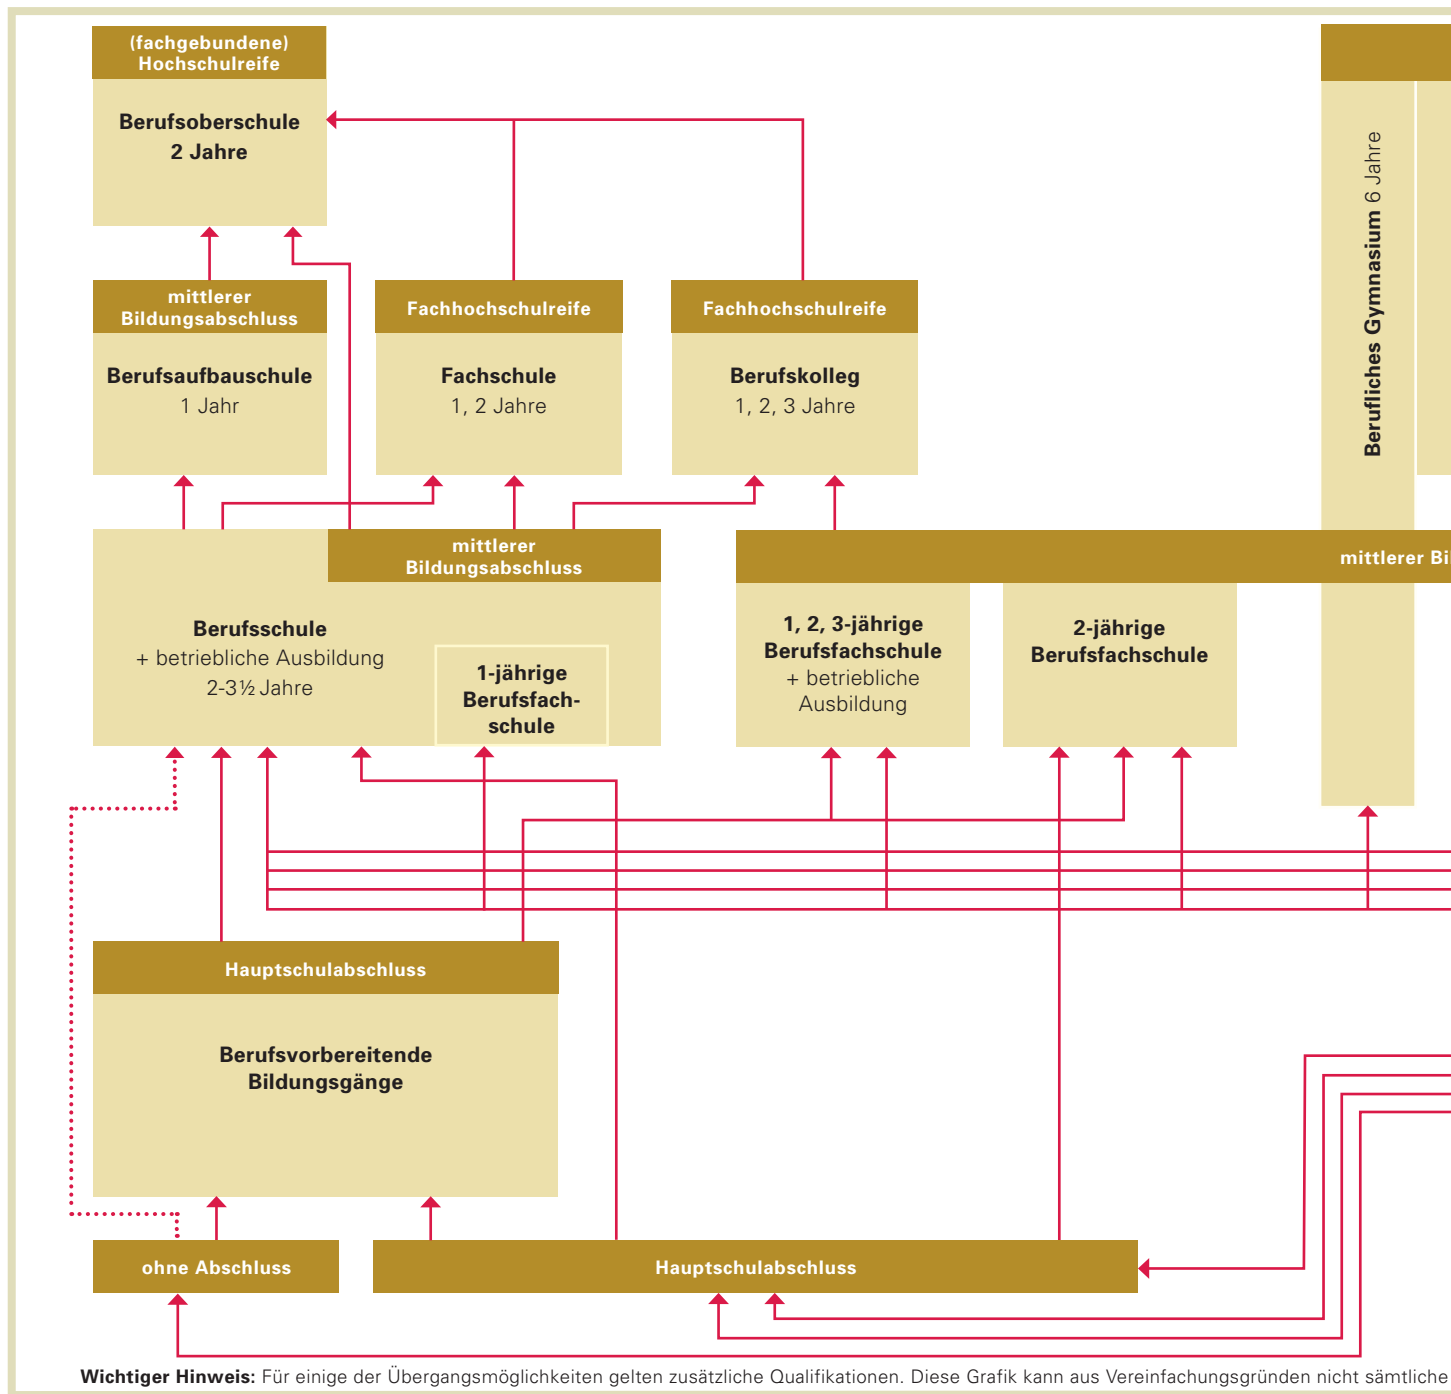 (fachgebundene)
Hochschulreife
Berufsoberschule
2 Jahre
Berufliches Gymnasium 6 Jahre
mittlerer
Bildungsabschluss
Berufsaufbauschule
1 Jahr
Fachhochschulreife
Fachschule
1, 2 Jahre
Fachhochschulreife
Berufskolleg
1, 2, 3 Jahre
mittlerer
Bildungsabschluss
Berufsschule
+ betriebliche Ausbildung
2-3½ Jahre
1-jährige
Berufsfach-
schule
mittlerer Bil
1, 2, 3-jährige
Berufsfachschule
+ betriebliche
Ausbildung
2-jährige
Berufsfachschule
Hauptschulabschluss
Berufsvorbereitende
Bildungsgänge
ohne Abschluss
Hauptschulabschluss
Wichtiger Hinweis: Für einige der Übergangsmöglichkeiten gelten zusätzliche Qualifikationen. Diese Grafik kann aus Vereinfachungsgründen nicht sämtliche